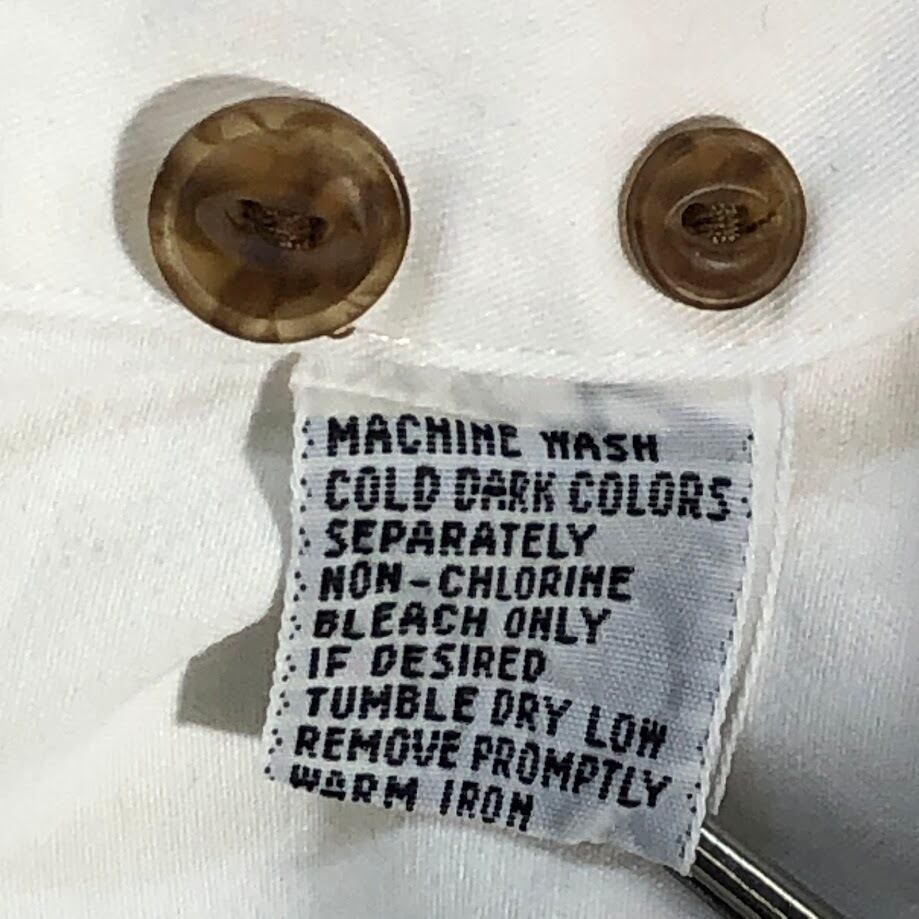 MACHINE WASH
COLD DARK COLORS
SEPARATELY
NON-CHLORINE
BLEACH ONLY
IF DESIRED
TUMBLE DRY LOW
REMOVE PROMPTLY
WARM IRON